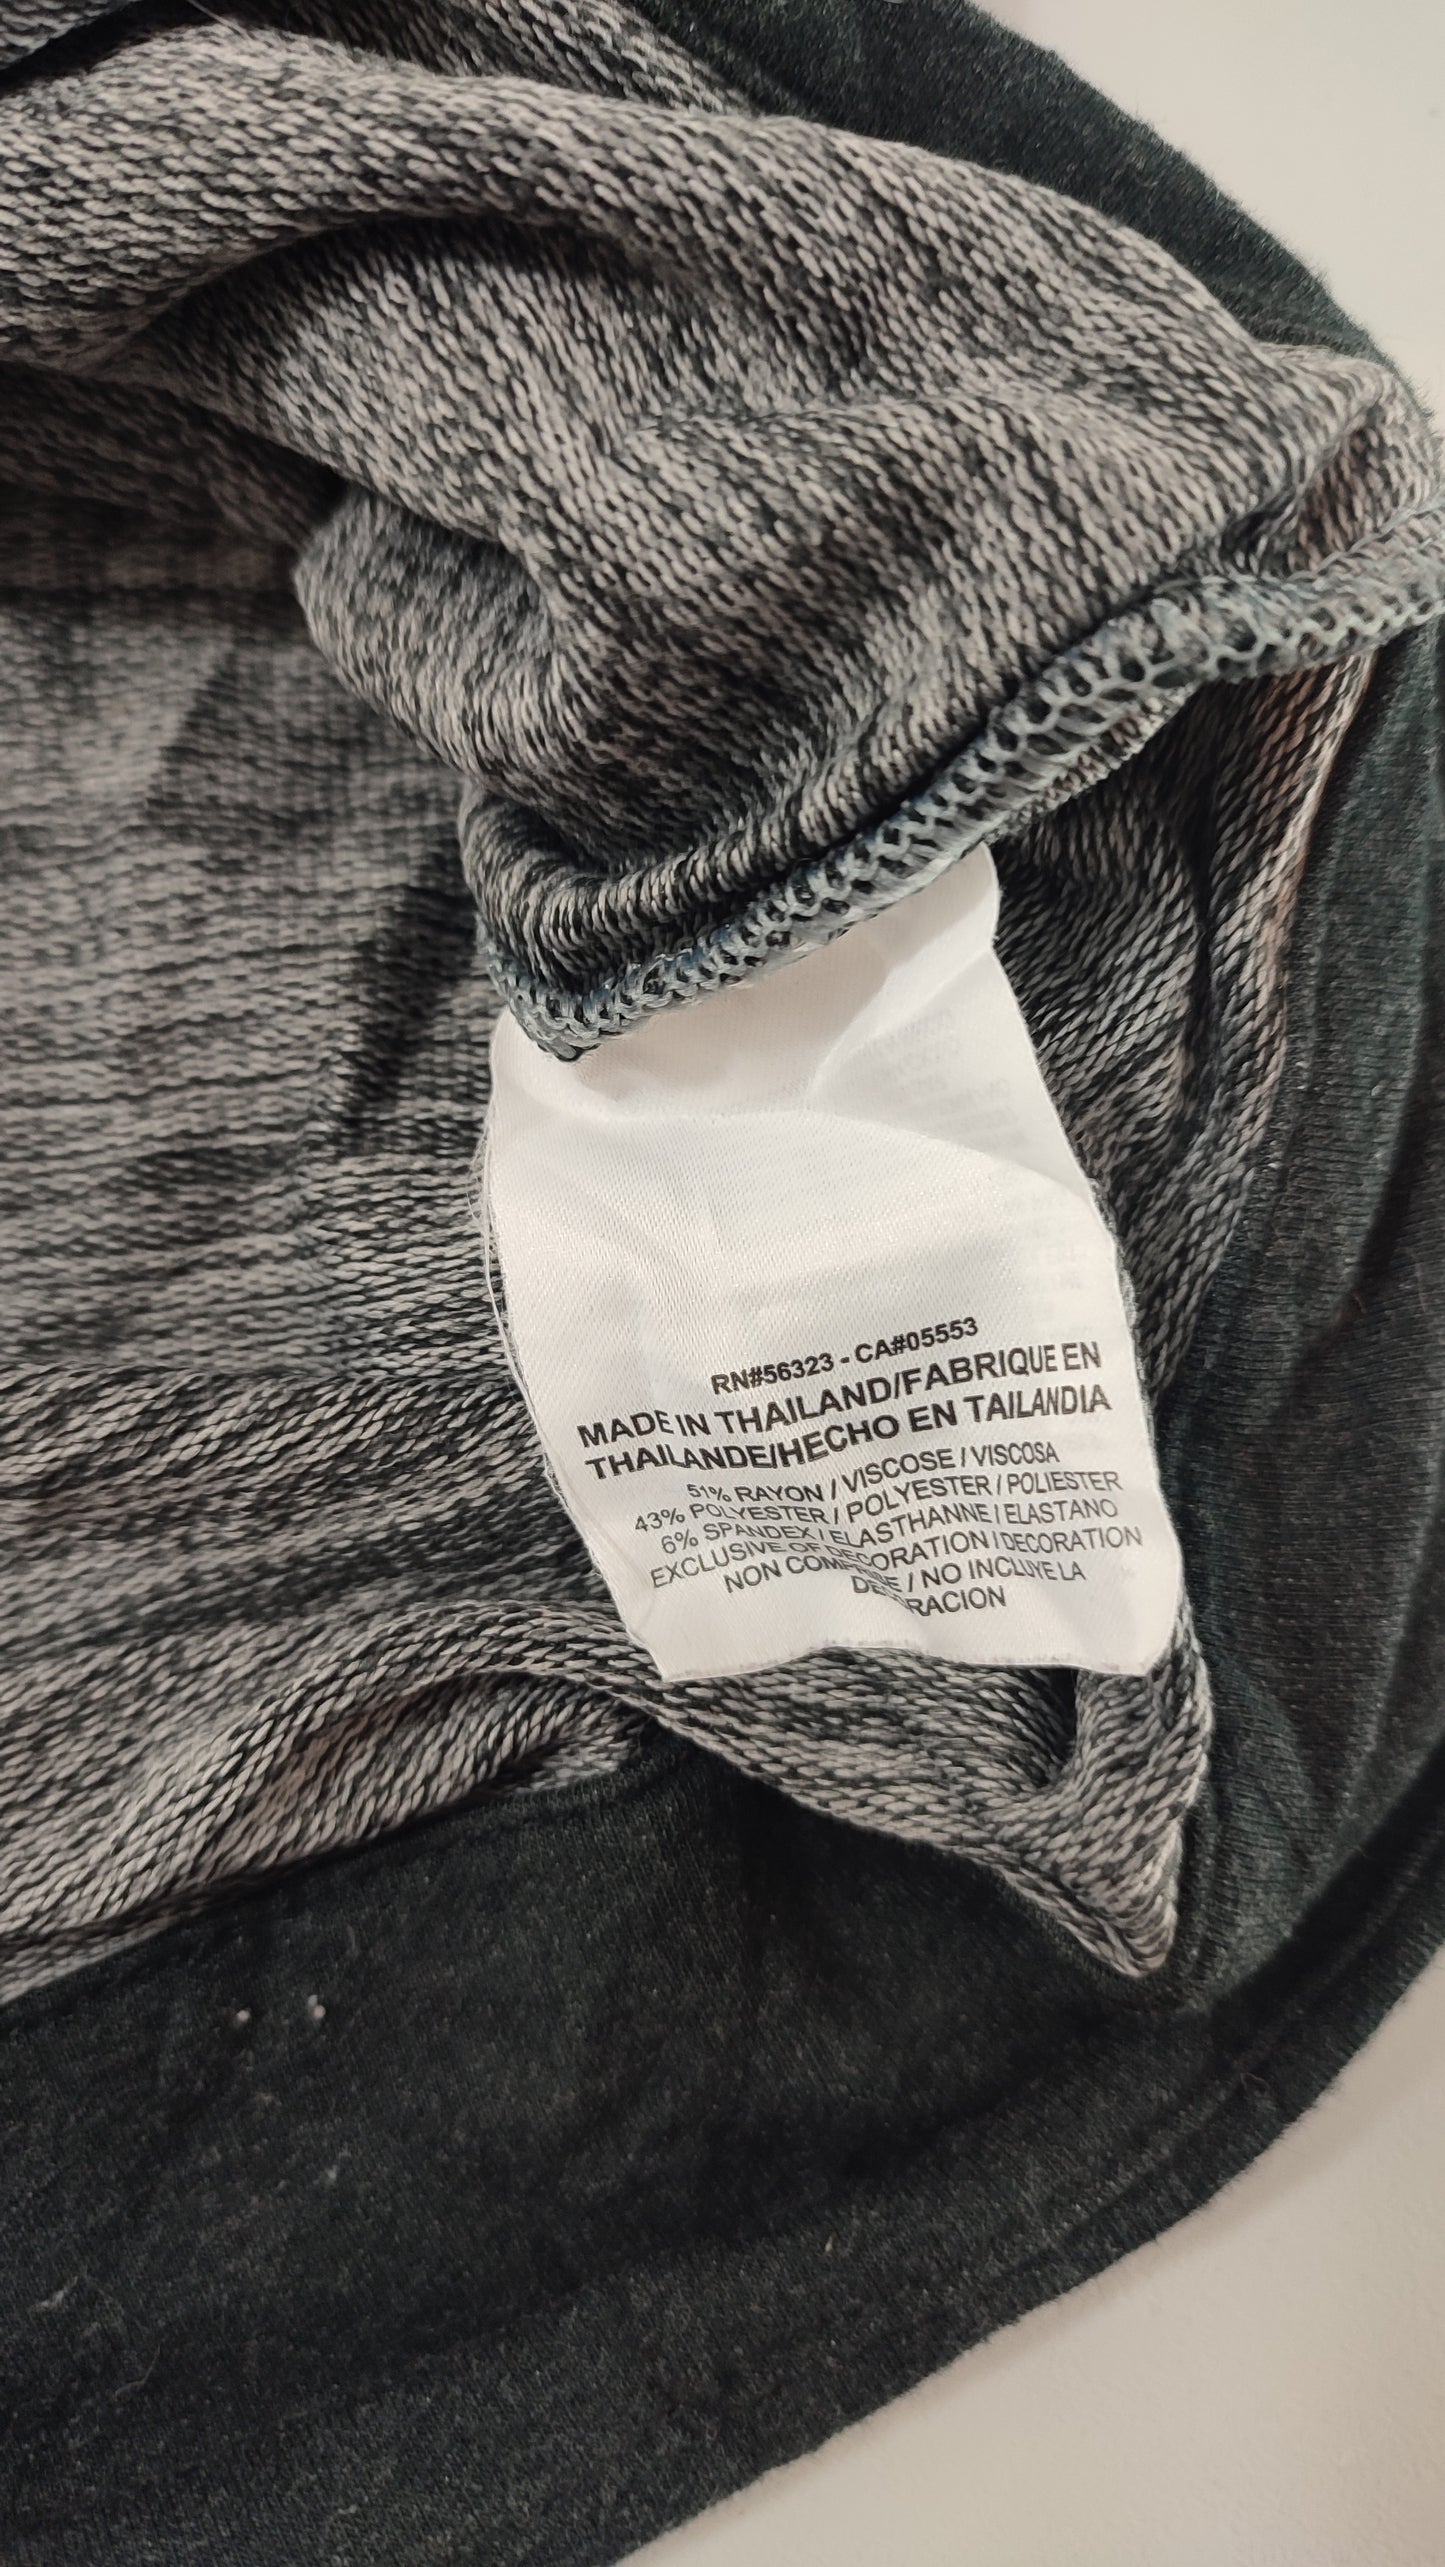 RN#56323 - CA#05553
MADE IN THAILAND/FABRIQUE EN
THAILANDE/HECHO EN TAILANDIA
51% RAYON / VISCOSE / VISCOSA
43% POLYESTER / POLYESTER / POLIESTER
6% SPANDEX / ELASTHANNE / ELASTANO
EXCLUSIVE OF DECORATION / DECORATION
NON COMPRISE / NO INCLUYE LA
DECORACION